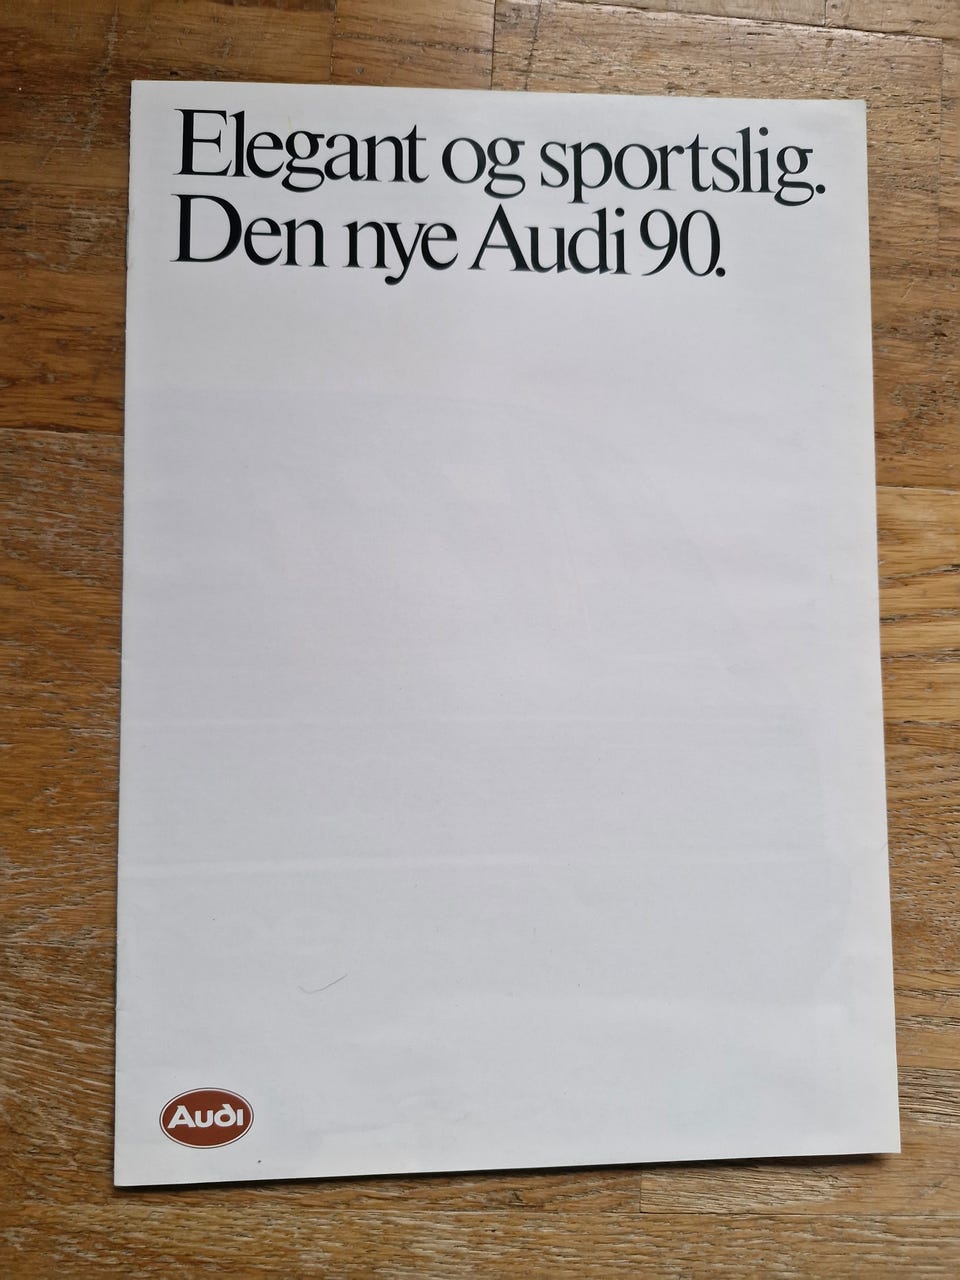 Elegant og sportslig.
Den nye Audi 90.
Audi